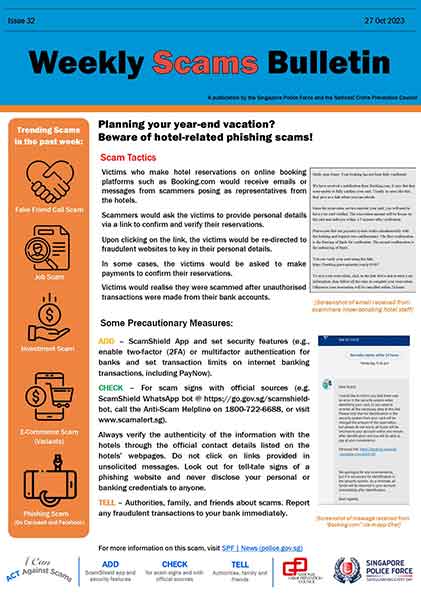 Issue 32
27 Oct 2023
Weekly Scams Bulletin
A publication by the Singapore Police Force and the National Crime Prevention Council
Trending Scams
in the past week:
Fake Friend Call Scam
Job Scam
Investment Scam
E-Commerce Scam
(Variants)
Phishing Scam
Planning your year-end vacation?
Beware of hotel-related phishing scams!
Scam Tactics
Victims who make hotel reservations on online booking
platforms such as Booking.com would receive emails or
messages from scammers posing as representatives from
the hotels.
Scammers would ask the victims to provide personal details
via a link to confirm and verify their reservations.
Upon clicking on the link, the victims would be re-directed to
fraudulent websites to key in their personal details.
In some cases, the victims would be asked to make
payments to confirm their reservations.
Victims would realise they were scammed after unauthorised
transactions were made from their bank accounts.
[Screenshot of email received from
scammers impersonating hotel staff]
Some Precautionary Measures:
ADD – ScamShield App and set security features (e.g.,
enable two-factor (2FA) or multifactor authentication for
banks and set transaction limits on internet banking
transactions, including PayNow).
CHECK – For scam signs with official sources (e.g.
ScamShield WhatsApp bot @ https://go.gov.sg/scamshield-
bot, call the Anti-Scam Helpline on 1800-722-6688, or visit
www.scamalert.sg).
Always verify the authenticity of the information with the
hotels through the official contact details listed on the
hotels' webpages. Do not click on links provided in
unsolicited messages. Look out for tell-tale signs of a
phishing website and never disclose your personal or
banking credentials to anyone.
TELL – Authorities, family, and friends about scams. Report
any fraudulent transactions to your bank immediately.
[Screenshot of message received from
"Booking.com" via in-app Chat]
For more information on this scam, visit SPF | News (police.gov.sg)
I Can
ACT Against Scams
ADD
ScamShield app and
security features
CHECK
for scam signs and with
official sources
TELL
Authorities, family and
friends
NATIONAL
CRIME PREVENTION
COUNCIL
SINGAPORE
POLICE FORCE